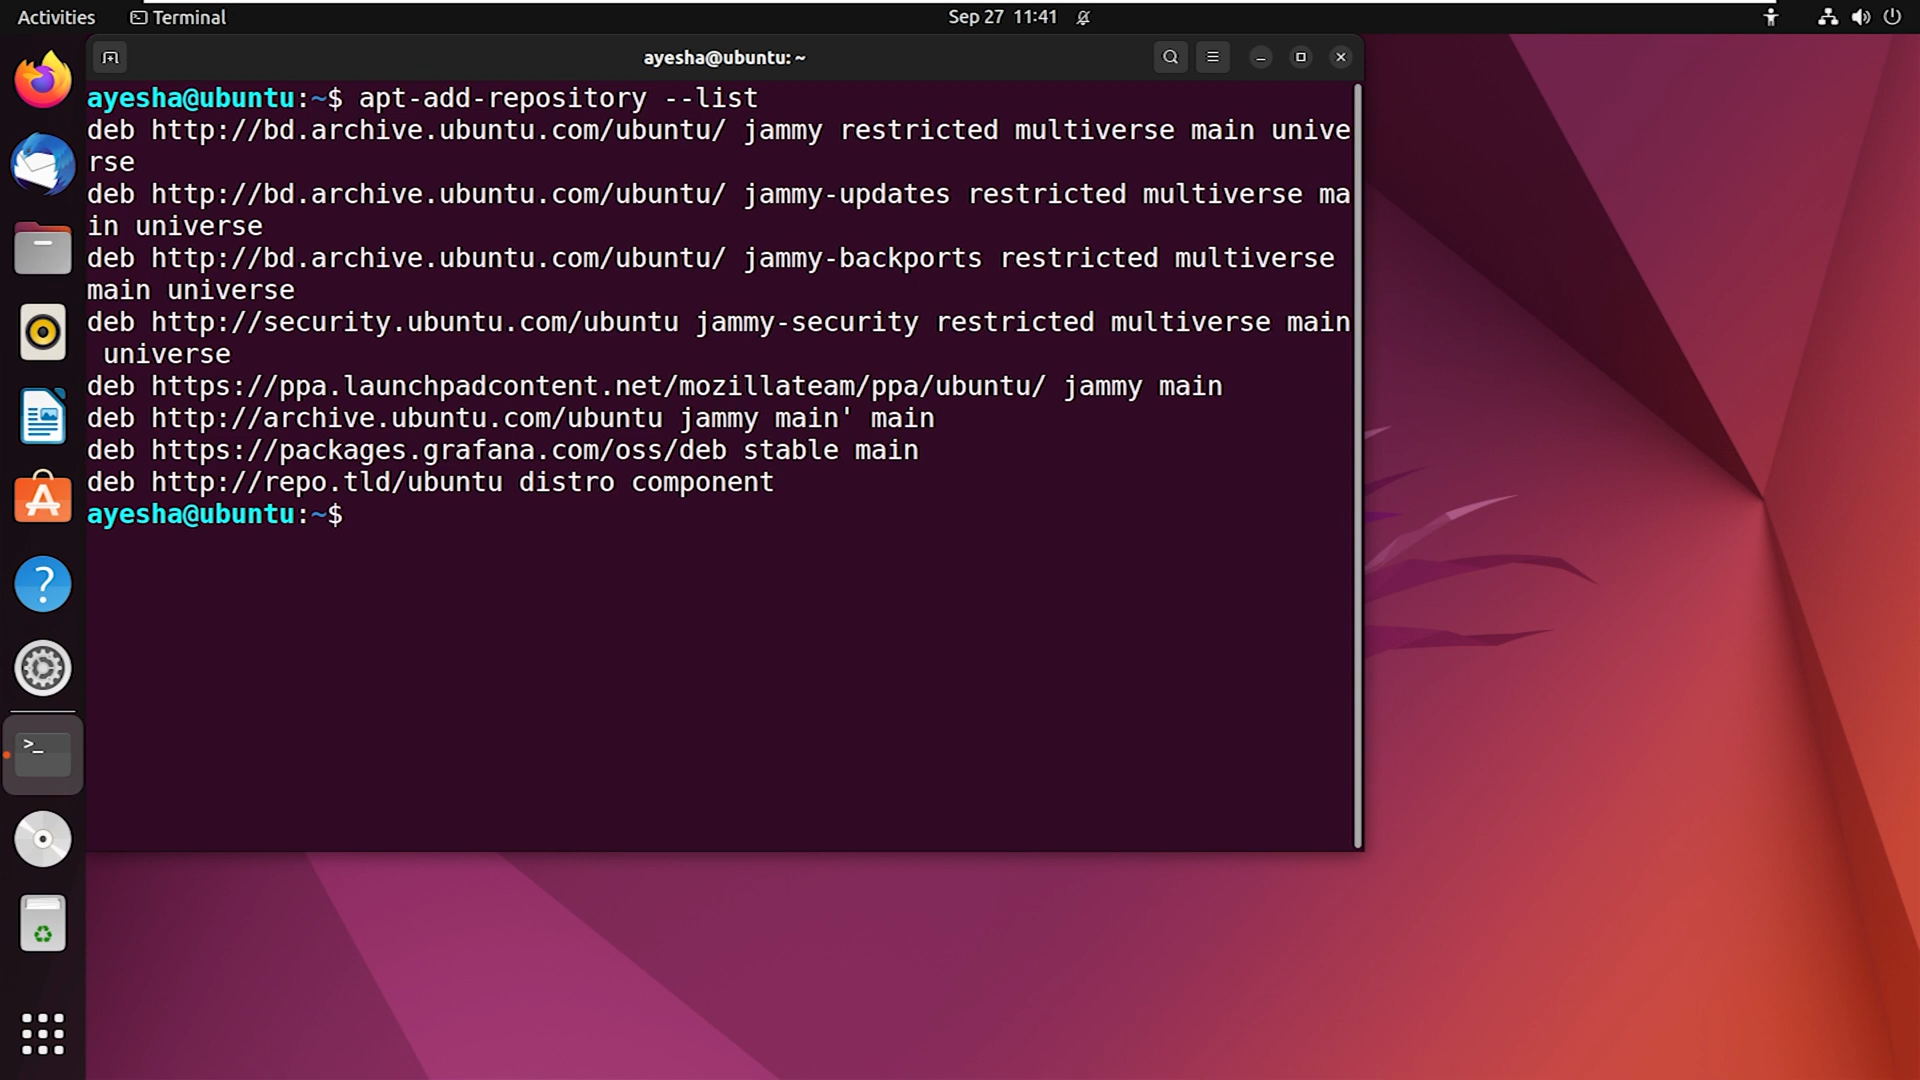 Activities Terminal Sep 27 11:41
ayesha@ubuntu: ~
ayesha@ubuntu:~$ apt-add-repository --list
deb http://bd.archive.ubuntu.com/ubuntu/ jammy restricted multiverse main unive
rse
deb http://bd.archive.ubuntu.com/ubuntu/ jammy-updates restricted multiverse ma
in universe
deb http://bd.archive.ubuntu.com/ubuntu/ jammy-backports restricted multiverse
main universe
deb http://security.ubuntu.com/ubuntu jammy-security restricted multiverse main
 universe
deb https://ppa.launchpadcontent.net/mozillateam/ppa/ubuntu/ jammy main
deb http://archive.ubuntu.com/ubuntu jammy main' main
deb https://packages.grafana.com/oss/deb stable main
deb http://repo.tld/ubuntu distro component
ayesha@ubuntu:~$